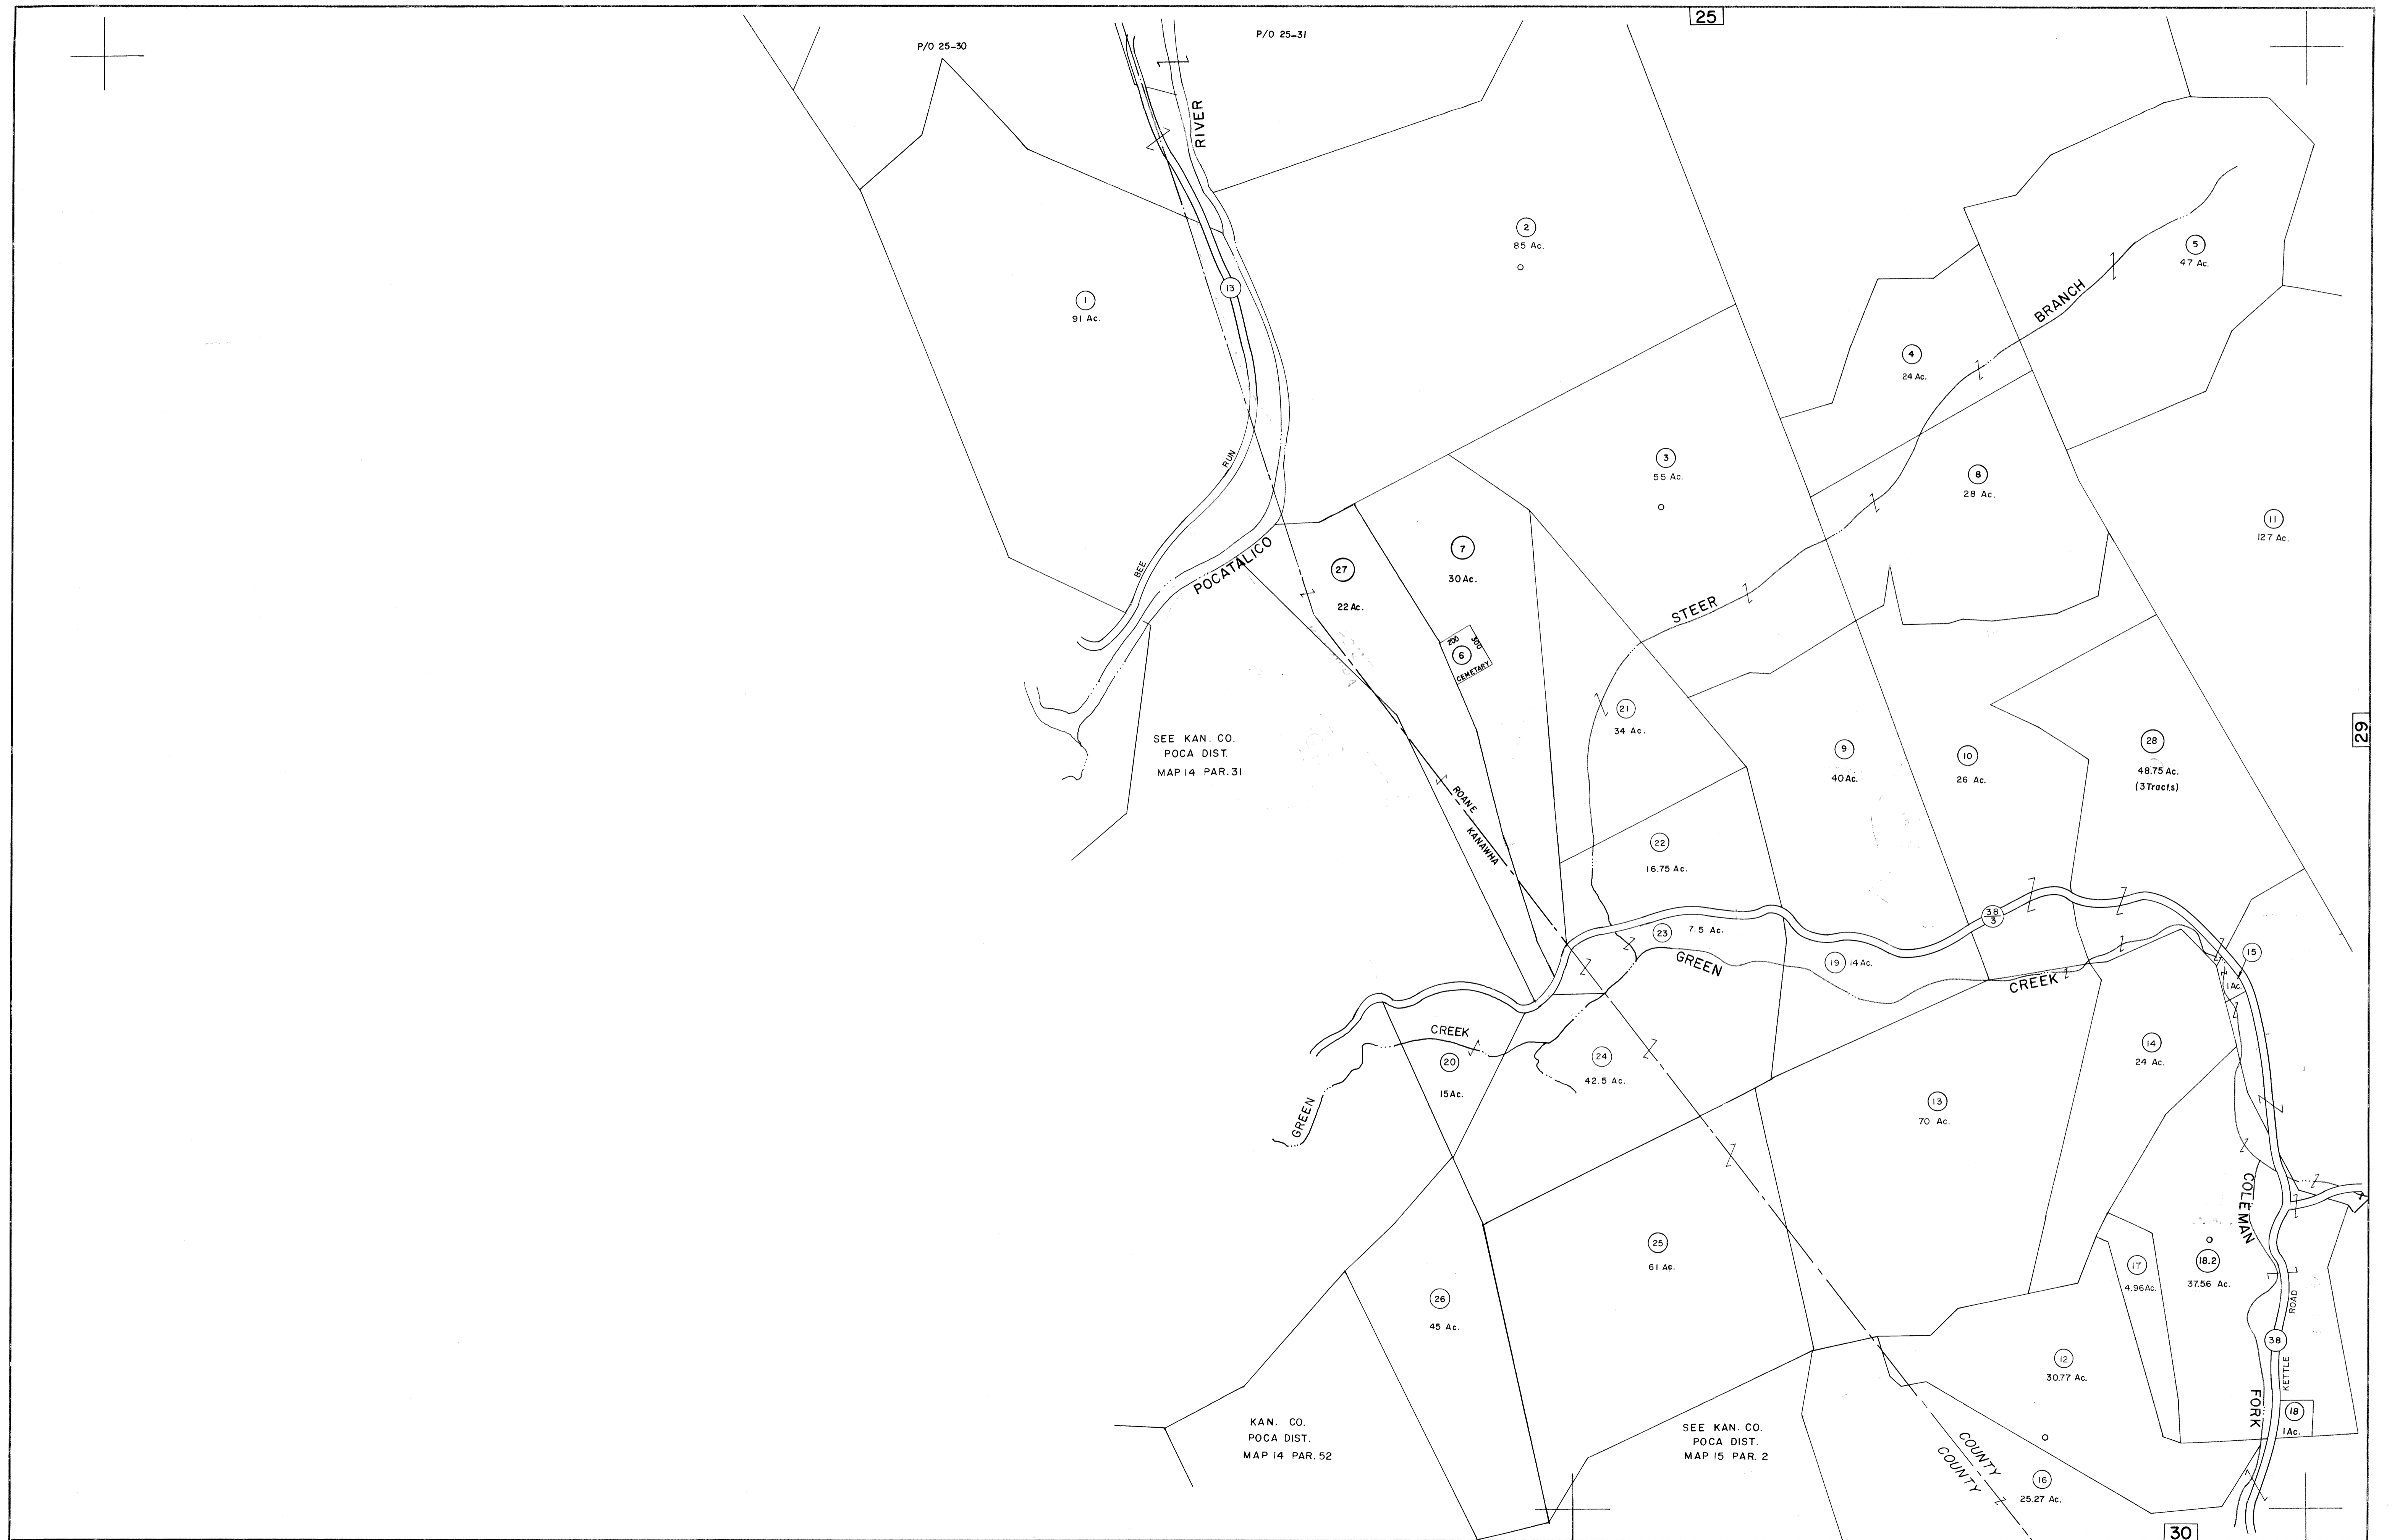 25
P/O 25-30
P/O 25-31
RIVER
2
85 Ac.
5
47 Ac.
BRANCH
13
1
91 Ac.
4
24 Ac.
3
55 Ac.
8
28 Ac.
11
127 Ac.
RUN
BEE
POCATALICO
27
22 Ac.
7
30 Ac.
STEER
200
300
6
CEMETARY
21
34 Ac.
SEE KAN. CO.
POCA DIST.
MAP 14 PAR. 31
9
40 Ac.
10
26 Ac.
28
48.75 Ac.
(3 Tracts)
29
ROANE
KANAWHA
22
16.75 Ac.
38
3
23
7.5 Ac.
GREEN
19
14 Ac.
CREEK
15
1 Ac.
CREEK
20
15 Ac.
GREEN
24
42.5 Ac.
14
24 Ac.
13
70 Ac.
COLEMAN
25
61 Ac.
17
4.96 Ac.
18.2
37.56 Ac.
26
45 Ac.
ROAD
38
KETTLE
12
30.77 Ac.
FORK
18
1 Ac.
KAN. CO.
POCA DIST.
MAP 14 PAR. 52
SEE KAN. CO.
POCA DIST.
MAP 15 PAR. 2
COUNTY
COUNTY
16
25.27 Ac.
30